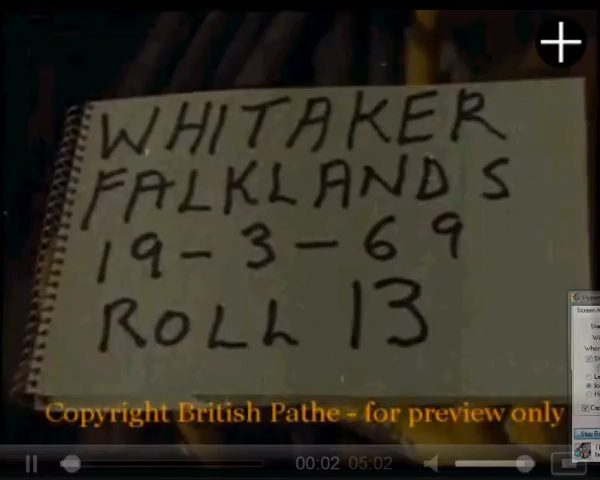 WHITAKER
FALKLANDS
19-3-69
ROLL 13
Copyright British Pathe - for preview only
00:02 05:02